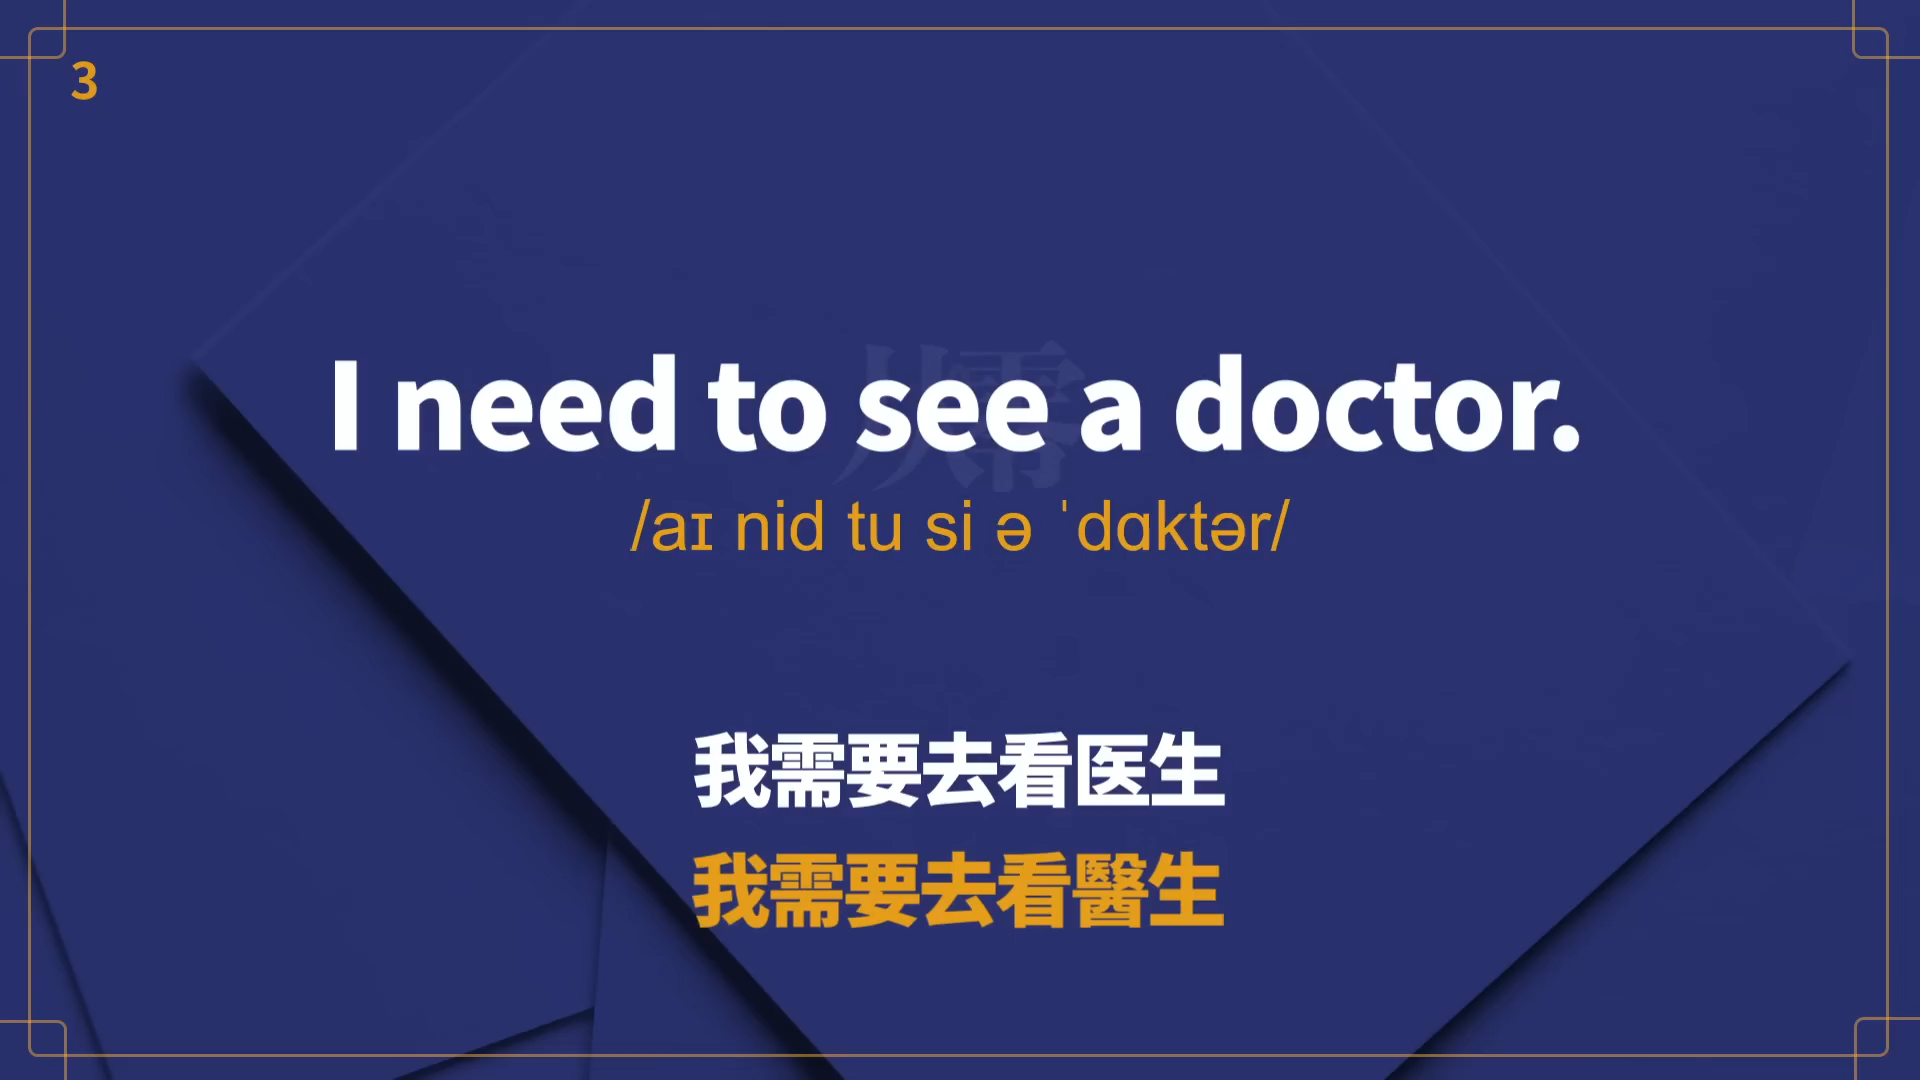 3
I need to see a doctor.
/aɪ nid tu si ə ˈdɑktər/
我需要去看医生
我需要去看醫生